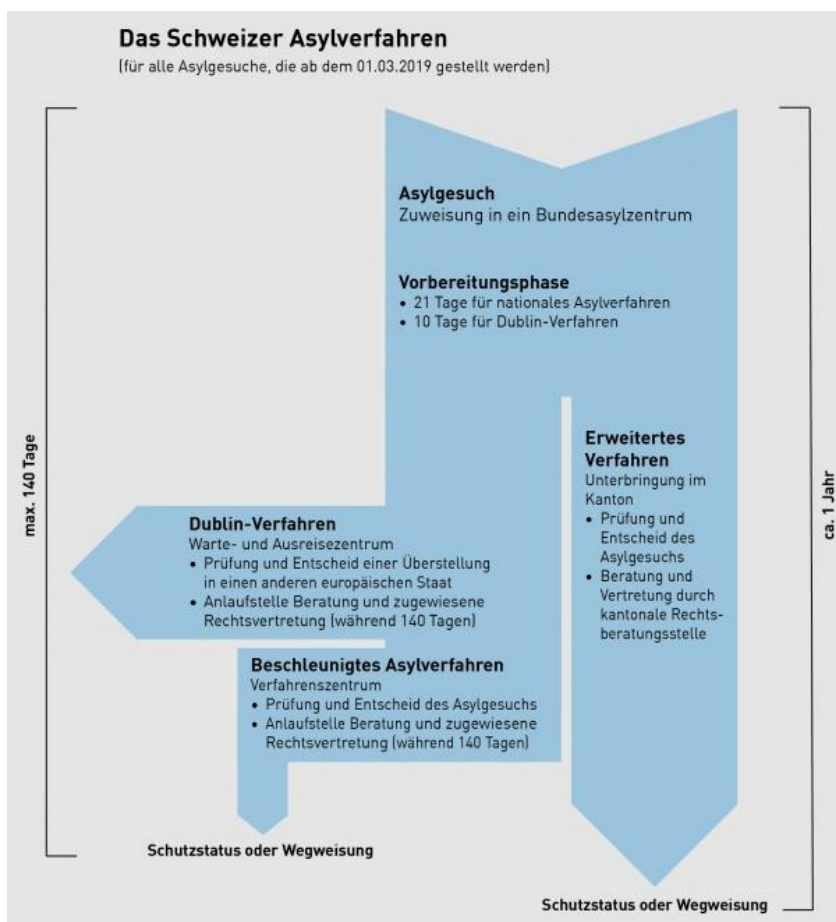 Das Schweizer Asylverfahren
(für alle Asylgesuche, die ab dem 01.03.2019 gestellt werden)
Asylgesuch
Zuweisung in ein Bundesasylzentrum
Vorbereitungsphase
• 21 Tage für nationales Asylverfahren
• 10 Tage für Dublin-Verfahren
max. 140 Tage
Dublin-Verfahren
Warte- und Ausreisezentrum
• Prüfung und Entscheid einer Überstellung
in einen anderen europäischen Staat
• Anlaufstelle Beratung und zugewiesene
Rechtsvertretung (während 140 Tagen)
Beschleunigtes Asylverfahren
Verfahrenszentrum
• Prüfung und Entscheid des Asylgesuchs
• Anlaufstelle Beratung und zugewiesene
Rechtsvertretung (während 140 Tagen)
Schutzstatus oder Wegweisung
Erweitertes
Verfahren
Unterbringung im
Kanton
• Prüfung und
Entscheid des
Asylgesuchs
• Beratung und
Vertretung durch
kantonale Rechts-
beratungsstelle
ca. 1 Jahr
Schutzstatus oder Wegweisung